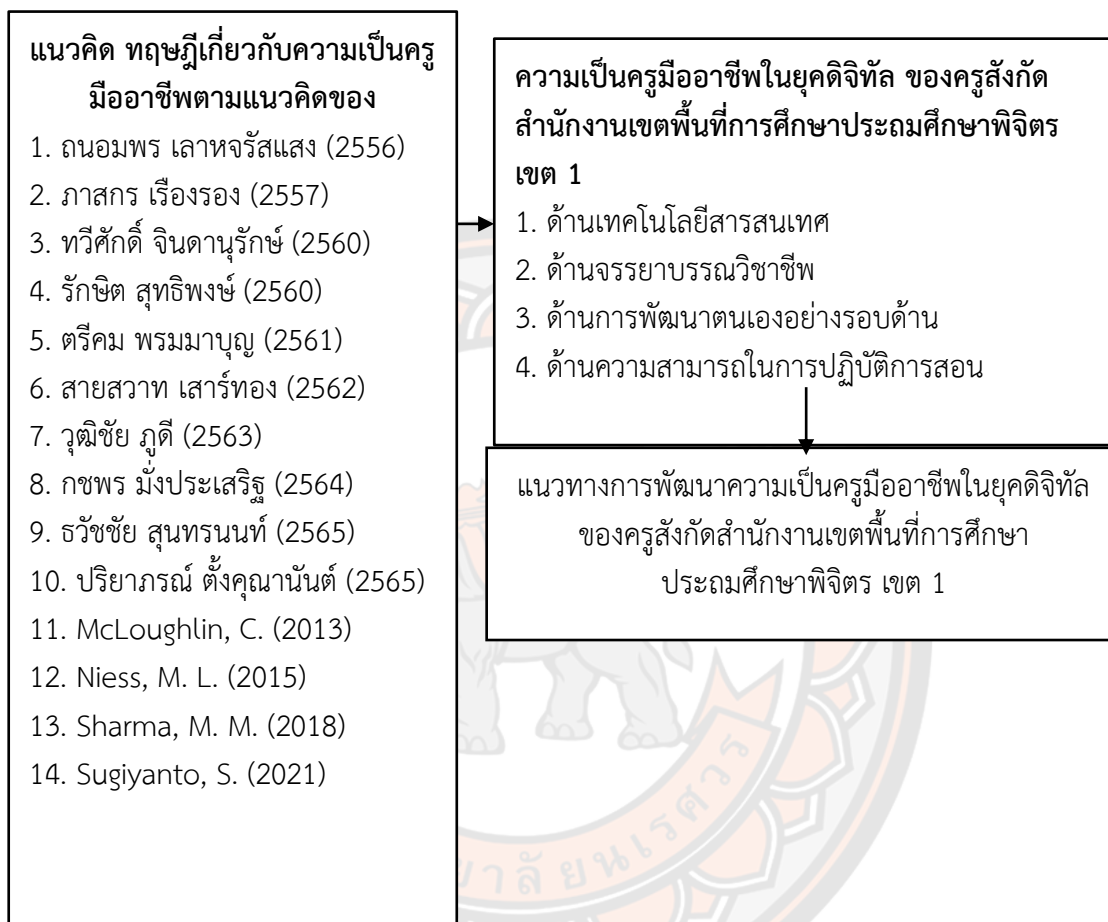 แนวคิด ทฤษฎีเกี่ยวกับความเป็นครู
มืออาชีพตามแนวคิดของ
1. ถนอมพร เลาหจรัสแสง (2556)
2. ภาสกร เรืองรอง (2557)
3. ทวีศักดิ์ จินดานุรักษ์ (2560)
4. รักษิต สุทธิพงษ์ (2560)
5. ตรีคม พรมมาบุญ (2561)
6. สายสวาท เสาร์ทอง (2562)
7. วุฒิชัย ภูดี (2563)
8. กชพร มั่งประเสริฐ (2564)
9. ธวัชชัย สุนทรนนท์ (2565)
10. ปริยาภรณ์ ตั้งคุณานันต์ (2565)
11. McLoughlin, C. (2013)
12. Niess, M. L. (2015)
13. Sharma, M. M. (2018)
14. Sugiyanto, S. (2021)
ความเป็นครูมืออาชีพในยุคดิจิทัล ของครูสังกัด
สำนักงานเขตพื้นที่การศึกษาประถมศึกษาพิจิตร
เขต 1
1. ด้านเทคโนโลยีสารสนเทศ
2. ด้านจรรยาบรรณวิชาชีพ
3. ด้านการพัฒนาตนเองอย่างรอบด้าน
4. ด้านความสามารถในการปฏิบัติการสอน
แนวทางการพัฒนาความเป็นครูมืออาชีพในยุคดิจิทัล
ของครูสังกัดสำนักงานเขตพื้นที่การศึกษา
ประถมศึกษาพิจิตร เขต 1
ยาลัยนเรศวร